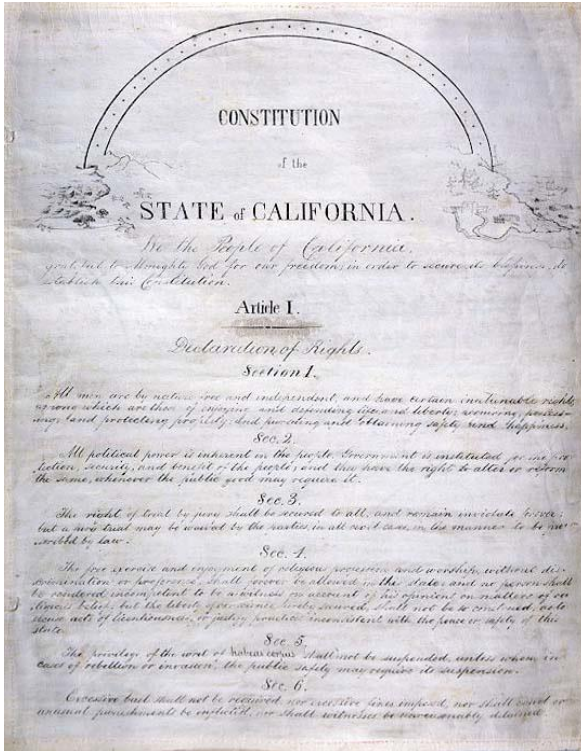 CONSTITUTION
of the
STATE of CALIFORNIA.
We the People of California,
grateful to Almighty God for our freedom, in order to secure its blessings, do
establish this Constitution.
Article I.
Declaration of Rights.
Section 1.
All men are by nature free and independent, and have certain inalienable rights,
among which are those of enjoying and defending life and liberty; acquiring, possess-
ing, and protecting property; and pursuing and obtaining safety and happiness.
Sec. 2.
All political power is inherent in the people. Government is instituted for the pro-
tection, security, and benefit of the people; and they have the right to alter or reform
the same, whenever the public good may require it.
Sec. 3.
The right of trial by jury shall be secured to all, and remain inviolate forever;
but a jury trial may be waived by the parties, in all civil cases, in the manner to be pre-
scribed by law.
Sec. 4.
The free exercise and enjoyment of religious profession and worship, without dis-
crimination or preference, shall forever be allowed in this state: and no person shall
be rendered incompetent to be a witness on account of his opinions on matters of re-
ligious belief; but the liberty of conscience, hereby secured, shall not be so construed, as to
excuse acts of licentiousness, or justify practices inconsistent with the peace or safety of this
state.
Sec. 5.
The privilege of the writ of habeas corpus shall not be suspended, unless when, in
cases of rebellion or invasion, the public safety may require its suspension.
Sec. 6.
Excessive bail shall not be required, nor excessive fines imposed, nor shall cruel or
unusual punishments be inflicted, nor shall witnesses be unreasonably detained.